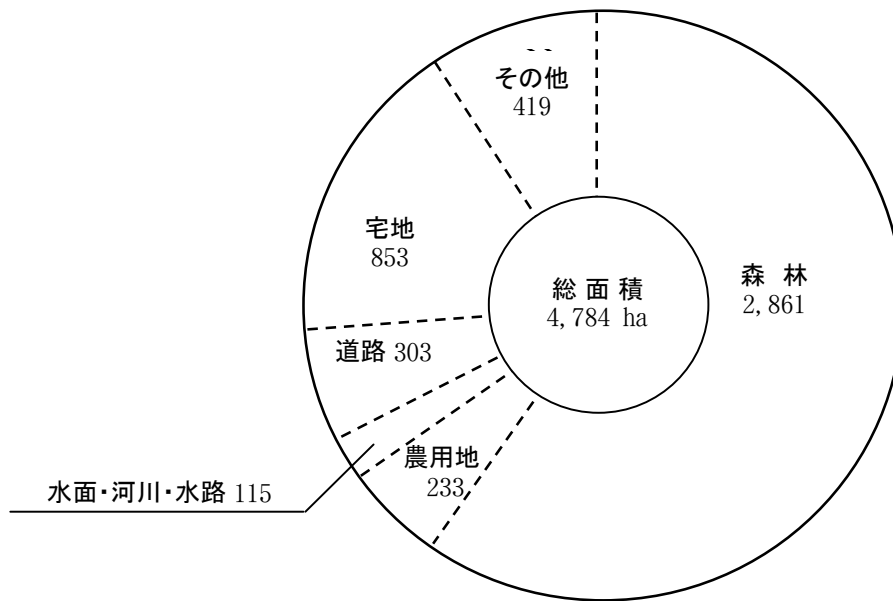 その他
419
宅地
853
総面積
4,784 ha
森林
2,861
道路 303
農用地
233
水面・河川・水路 115